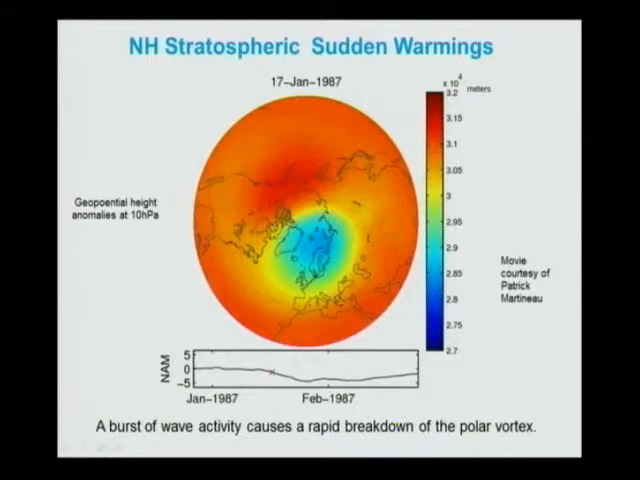 NH Stratospheric Sudden Warmings
17-Jan-1987
x 10^4 meters
3.2
3.15
3.1
3.05
3
2.95
2.9
2.85
2.8
2.75
2.7
Geopoential height
anomalies at 10hPa
Movie
courtesy of
Patrick
Martineau
NAM
5
0
-5
Jan-1987
Feb-1987
A burst of wave activity causes a rapid breakdown of the polar vortex.